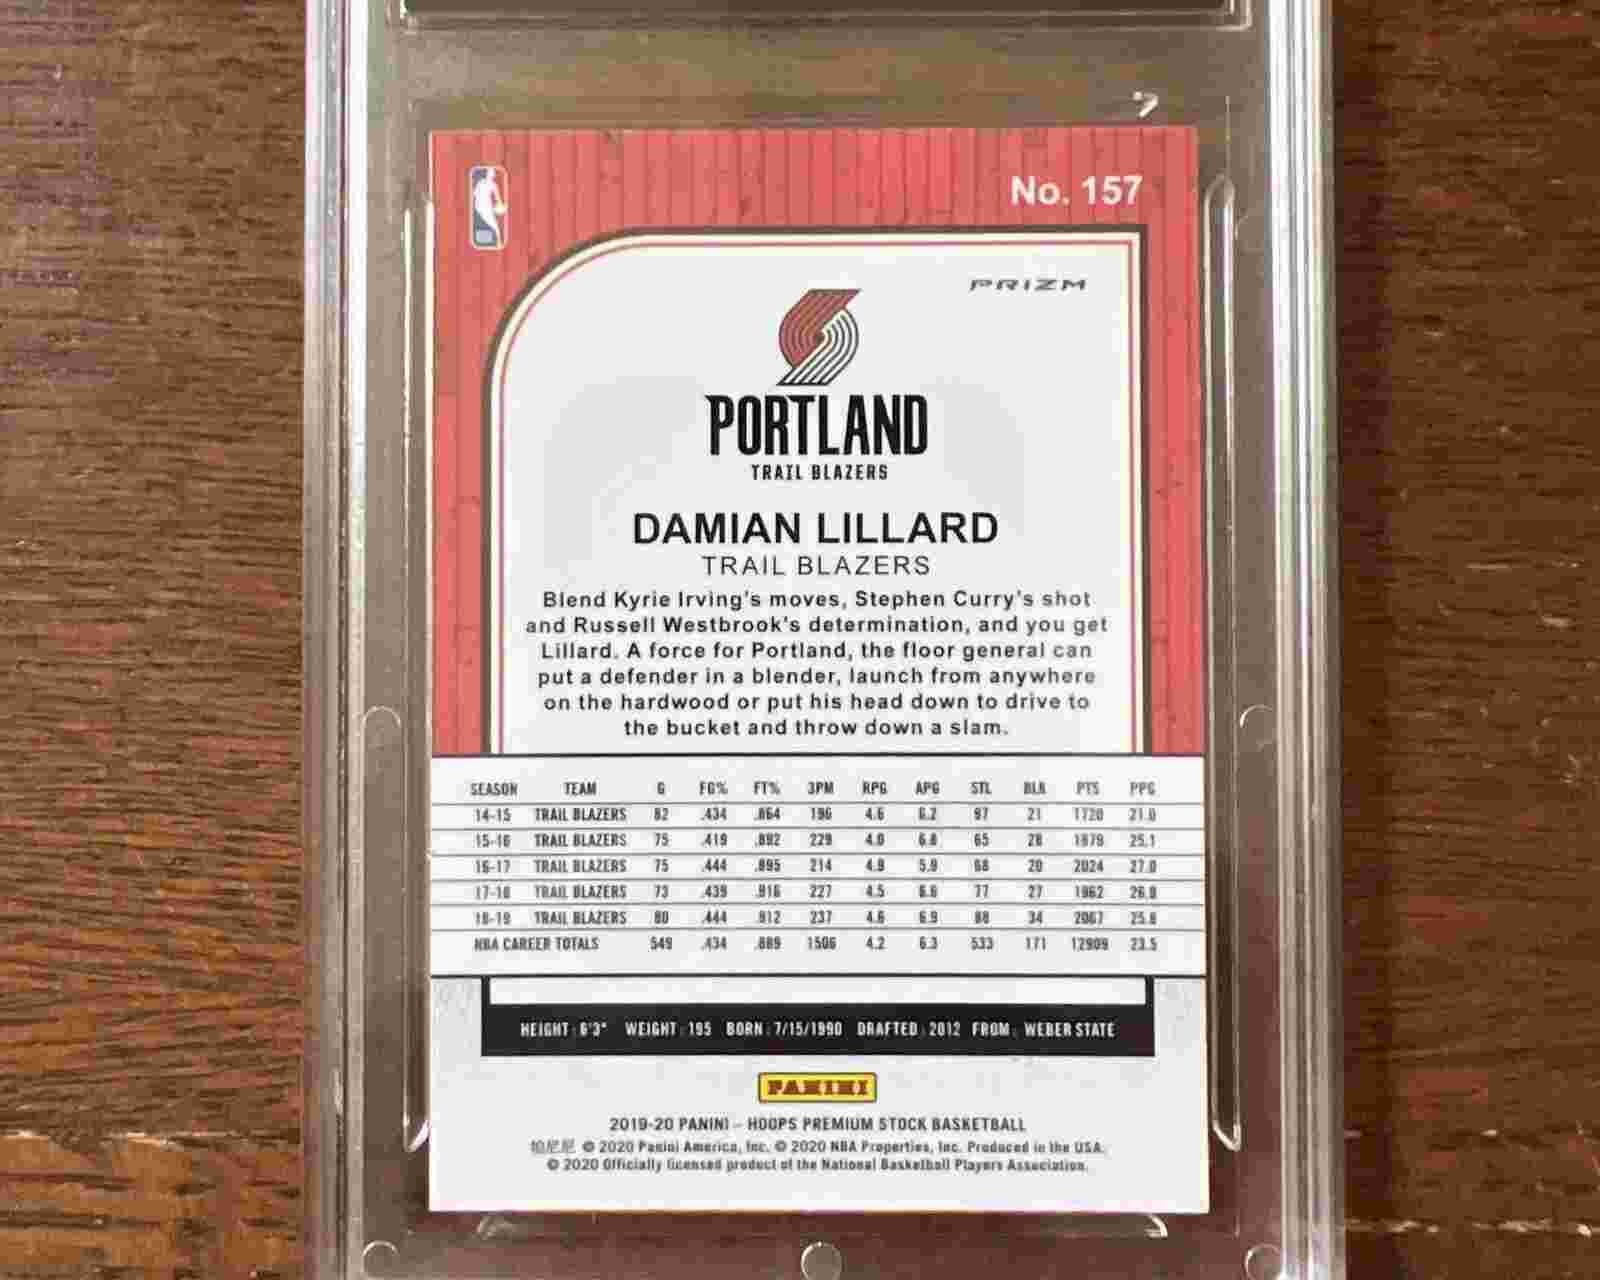 No. 157
PRIZM
PORTLAND
TRAIL BLAZERS
DAMIAN LILLARD
TRAIL BLAZERS
Blend Kyrie Irving's moves, Stephen Curry's shot
and Russell Westbrook's determination, and you get
Lillard. A force for Portland, the floor general can
put a defender in a blender, launch from anywhere
on the hardwood or put his head down to drive to
the bucket and throw down a slam.
SEASON TEAM G FG% FT% 3PM RPG APG STL BLK PTS PPG
14-15 TRAIL BLAZERS 82 .434 .864 196 4.6 6.2 97 21 1720 21.0
15-16 TRAIL BLAZERS 75 .419 .892 229 4.0 6.8 65 28 1879 25.1
16-17 TRAIL BLAZERS 75 .444 .895 214 4.9 5.9 68 20 2024 27.0
17-18 TRAIL BLAZERS 73 .439 .916 227 4.5 6.6 77 27 1962 26.9
18-19 TRAIL BLAZERS 80 .444 .912 237 4.6 6.9 88 34 2067 25.8
NBA CAREER TOTALS 549 .434 .889 1506 4.2 6.3 533 171 12909 23.5
HEIGHT: 6'3" WEIGHT: 195 BORN: 7/15/1990 DRAFTED: 2012 FROM: WEBER STATE
PANINI
2019-20 PANINI – HOOPS PREMIUM STOCK BASKETBALL
帕尼尼 © 2020 Panini America, Inc. © 2020 NBA Properties, Inc. Produced in the USA.
© 2020 Officially licensed product of the National Basketball Players Association.